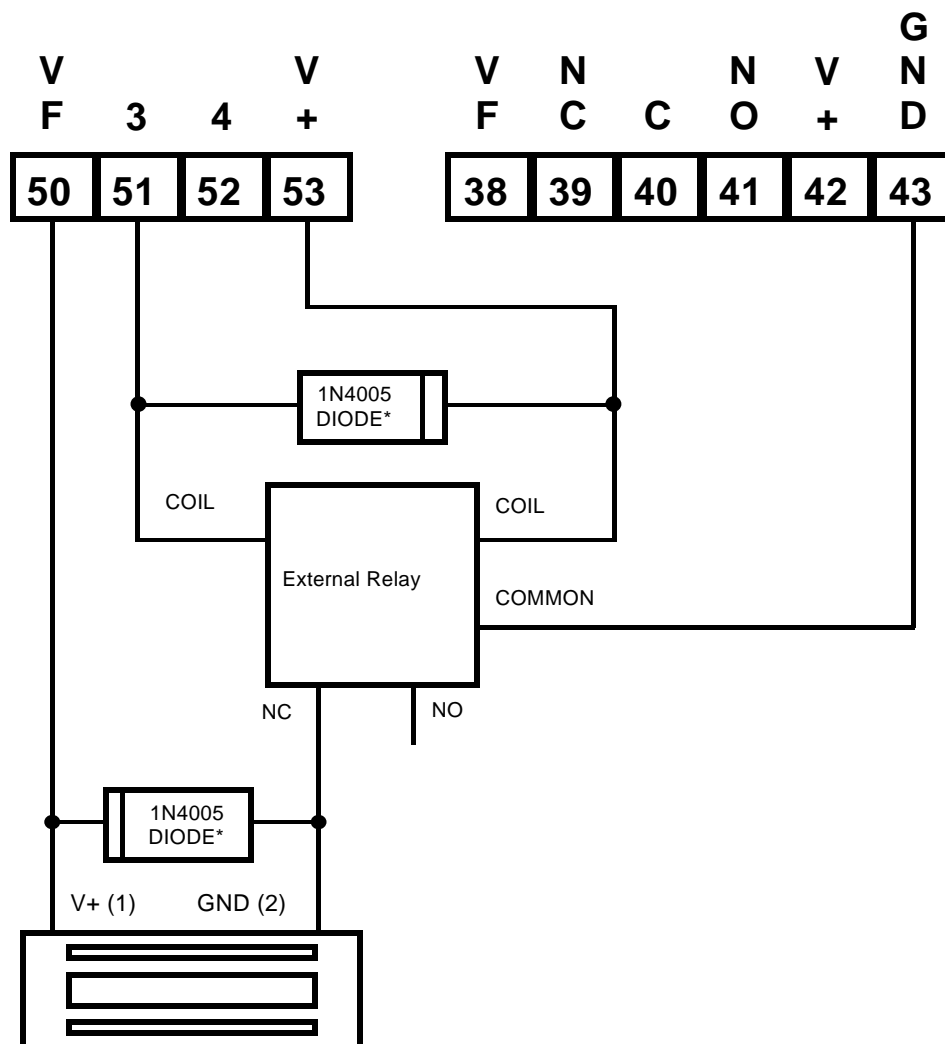 G
V V V N N V N
F 3 4 + F C C O + D
50 51 52 53 38 39 40 41 42 43
1N4005
DIODE*
COIL COIL
External Relay
COMMON
NC NO
1N4005
DIODE*
V+ (1) GND (2)